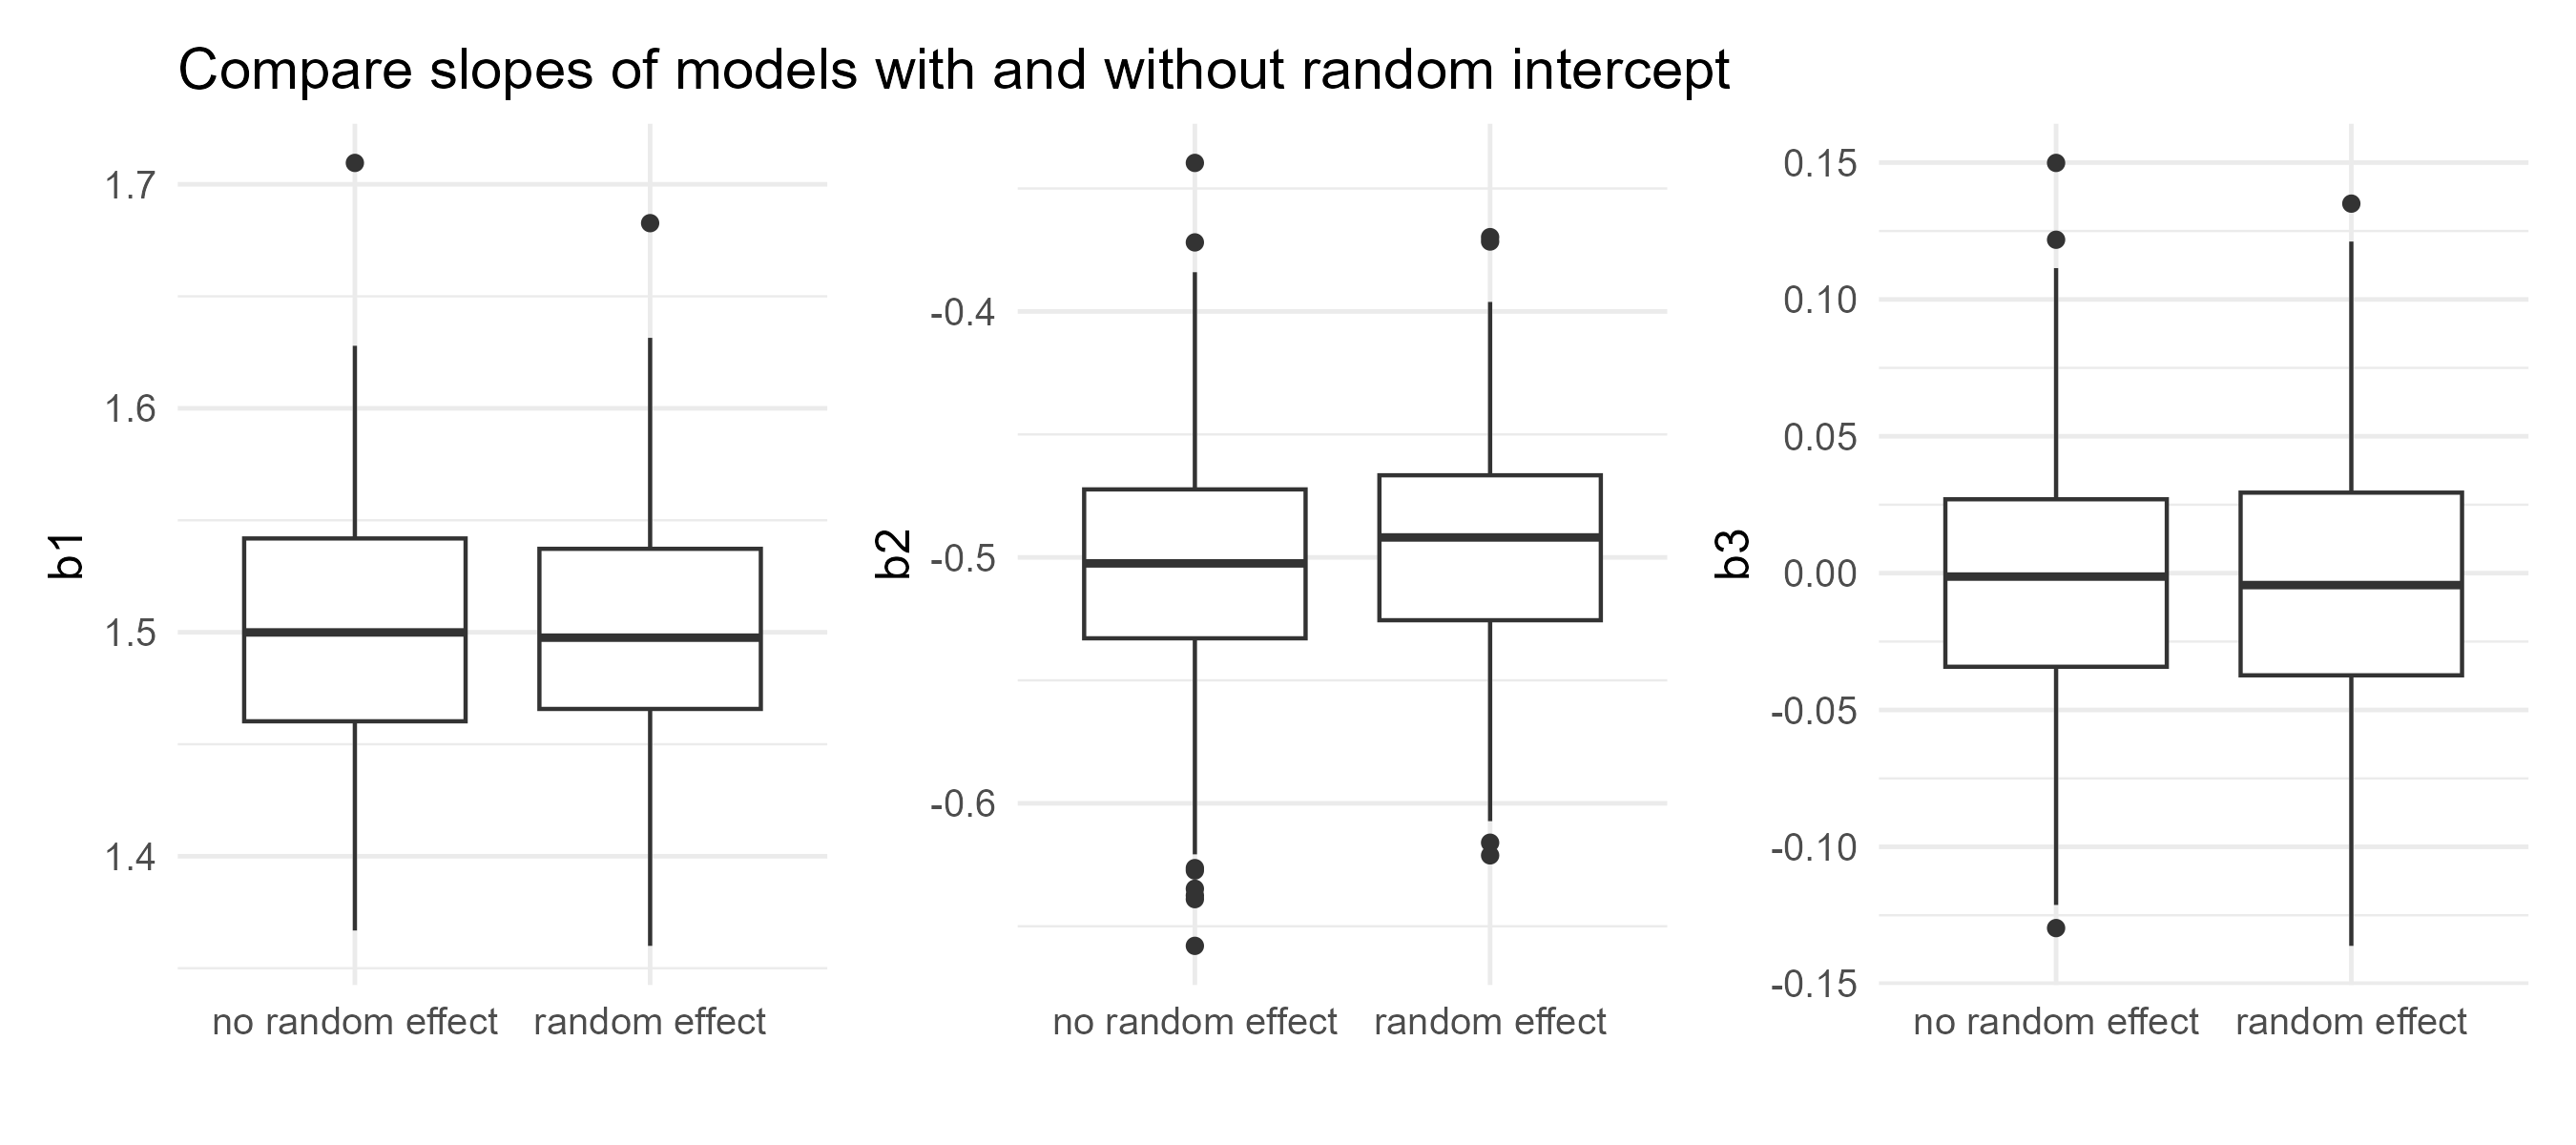 Compare slopes of models with and without random intercept
b1
1.7
1.6
1.5
1.4
no random effect
random effect
b2
-0.4
-0.5
-0.6
no random effect
random effect
b3
0.15
0.10
0.05
0.00
-0.05
-0.10
-0.15
no random effect
random effect